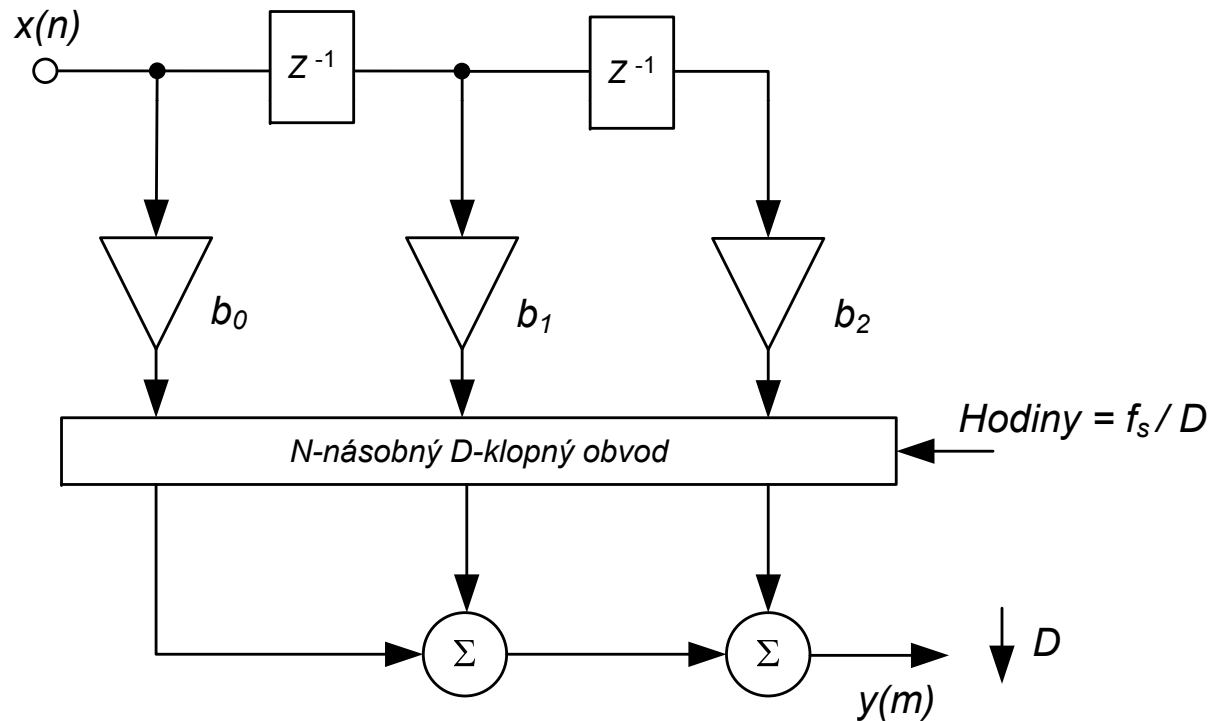 x(n)
Z⁻¹
Z⁻¹
b₀
b₁
b₂
Hodiny = fₛ / D
N-násobný D-klopný obvod
Σ
Σ
D
y(m)